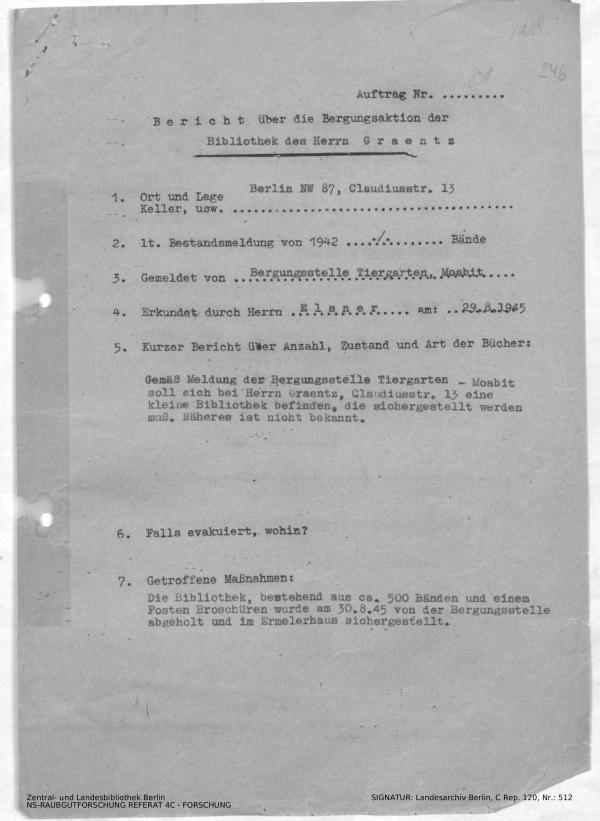 246
Auftrag Nr. .........
B e r i c h t über die Bergungsaktion der
Bibliothek des Herrn G r a e n t z
Berlin NW 87, Claudiusstr. 13
1. Ort und Lage
Keller, usw. ........................................
2. lt. Bestandsmeldung von 1942 ....·/......... Bände
3. Gemeldet von ..Bergungsstelle Tiergarten, Moabit.....
4. Erkundet durch Herrn ..E l s n e r..... am: ..29.8.1945
5. Kurzer Bericht über Anzahl, Zustand und Art der Bücher:
Gemäß Meldung der Bergungsstelle Tiergarten - Moabit
soll sich bei Herrn Graentz, Claudiusstr. 13 eine
kleine Bibliothek befinden, die sichergestellt werden
muß. Näheres ist nicht bekannt.
6. Falls evakuiert, wohin?
7. Getroffene Maßnahmen:
Die Bibliothek, bestehend aus ca. 500 Bänden und einem
Posten Broschüren wurde am 30.8.45 von der Bergungsstelle
abgeholt und im Ermelerhaus sichergestellt.
Zentral- und Landesbibliothek Berlin
NS-RAUBGUTFORSCHUNG REFERAT 4C - FORSCHUNG
SIGNATUR: Landesarchiv Berlin, C Rep. 120, Nr.: 512